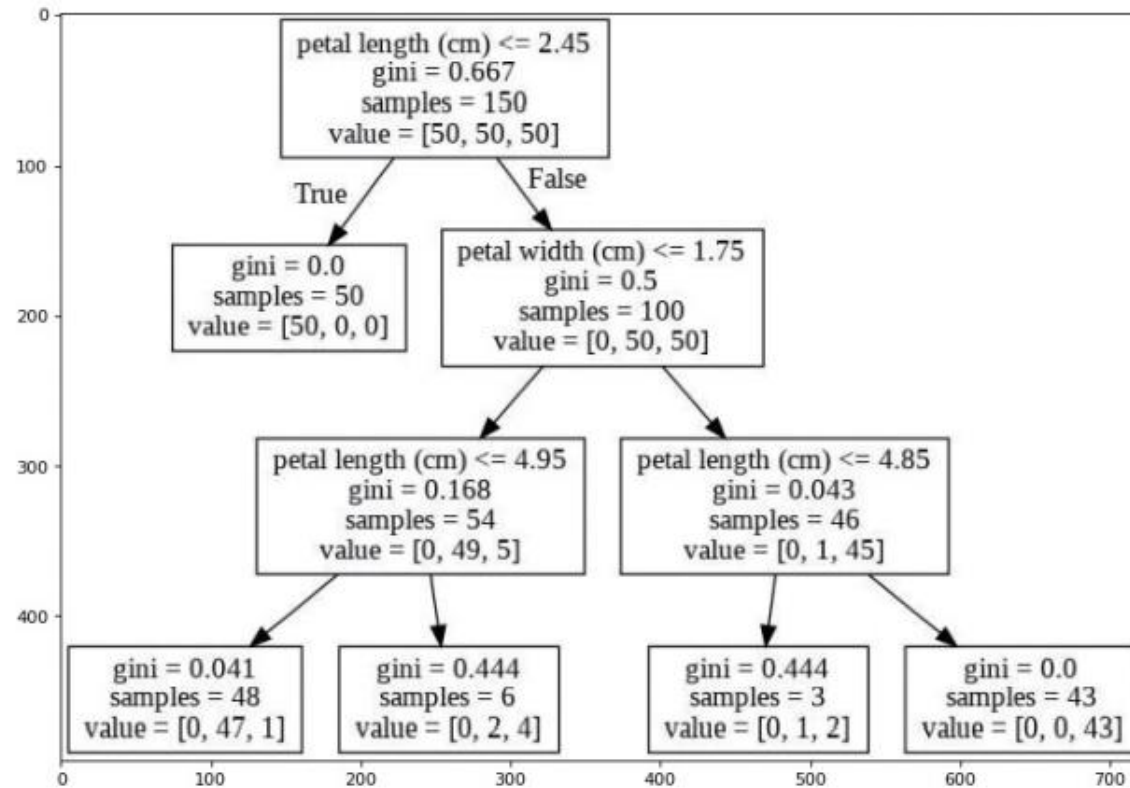 0
100
200
300
400
petal length (cm) <= 2.45
gini = 0.667
samples = 150
value = [50, 50, 50]
True
False
gini = 0.0
samples = 50
value = [50, 0, 0]
petal width (cm) <= 1.75
gini = 0.5
samples = 100
value = [0, 50, 50]
petal length (cm) <= 4.95
gini = 0.168
samples = 54
value = [0, 49, 5]
petal length (cm) <= 4.85
gini = 0.043
samples = 46
value = [0, 1, 45]
gini = 0.041
samples = 48
value = [0, 47, 1]
gini = 0.444
samples = 6
value = [0, 2, 4]
gini = 0.444
samples = 3
value = [0, 1, 2]
gini = 0.0
samples = 43
value = [0, 0, 43]
0 100 200 300 400 500 600 700